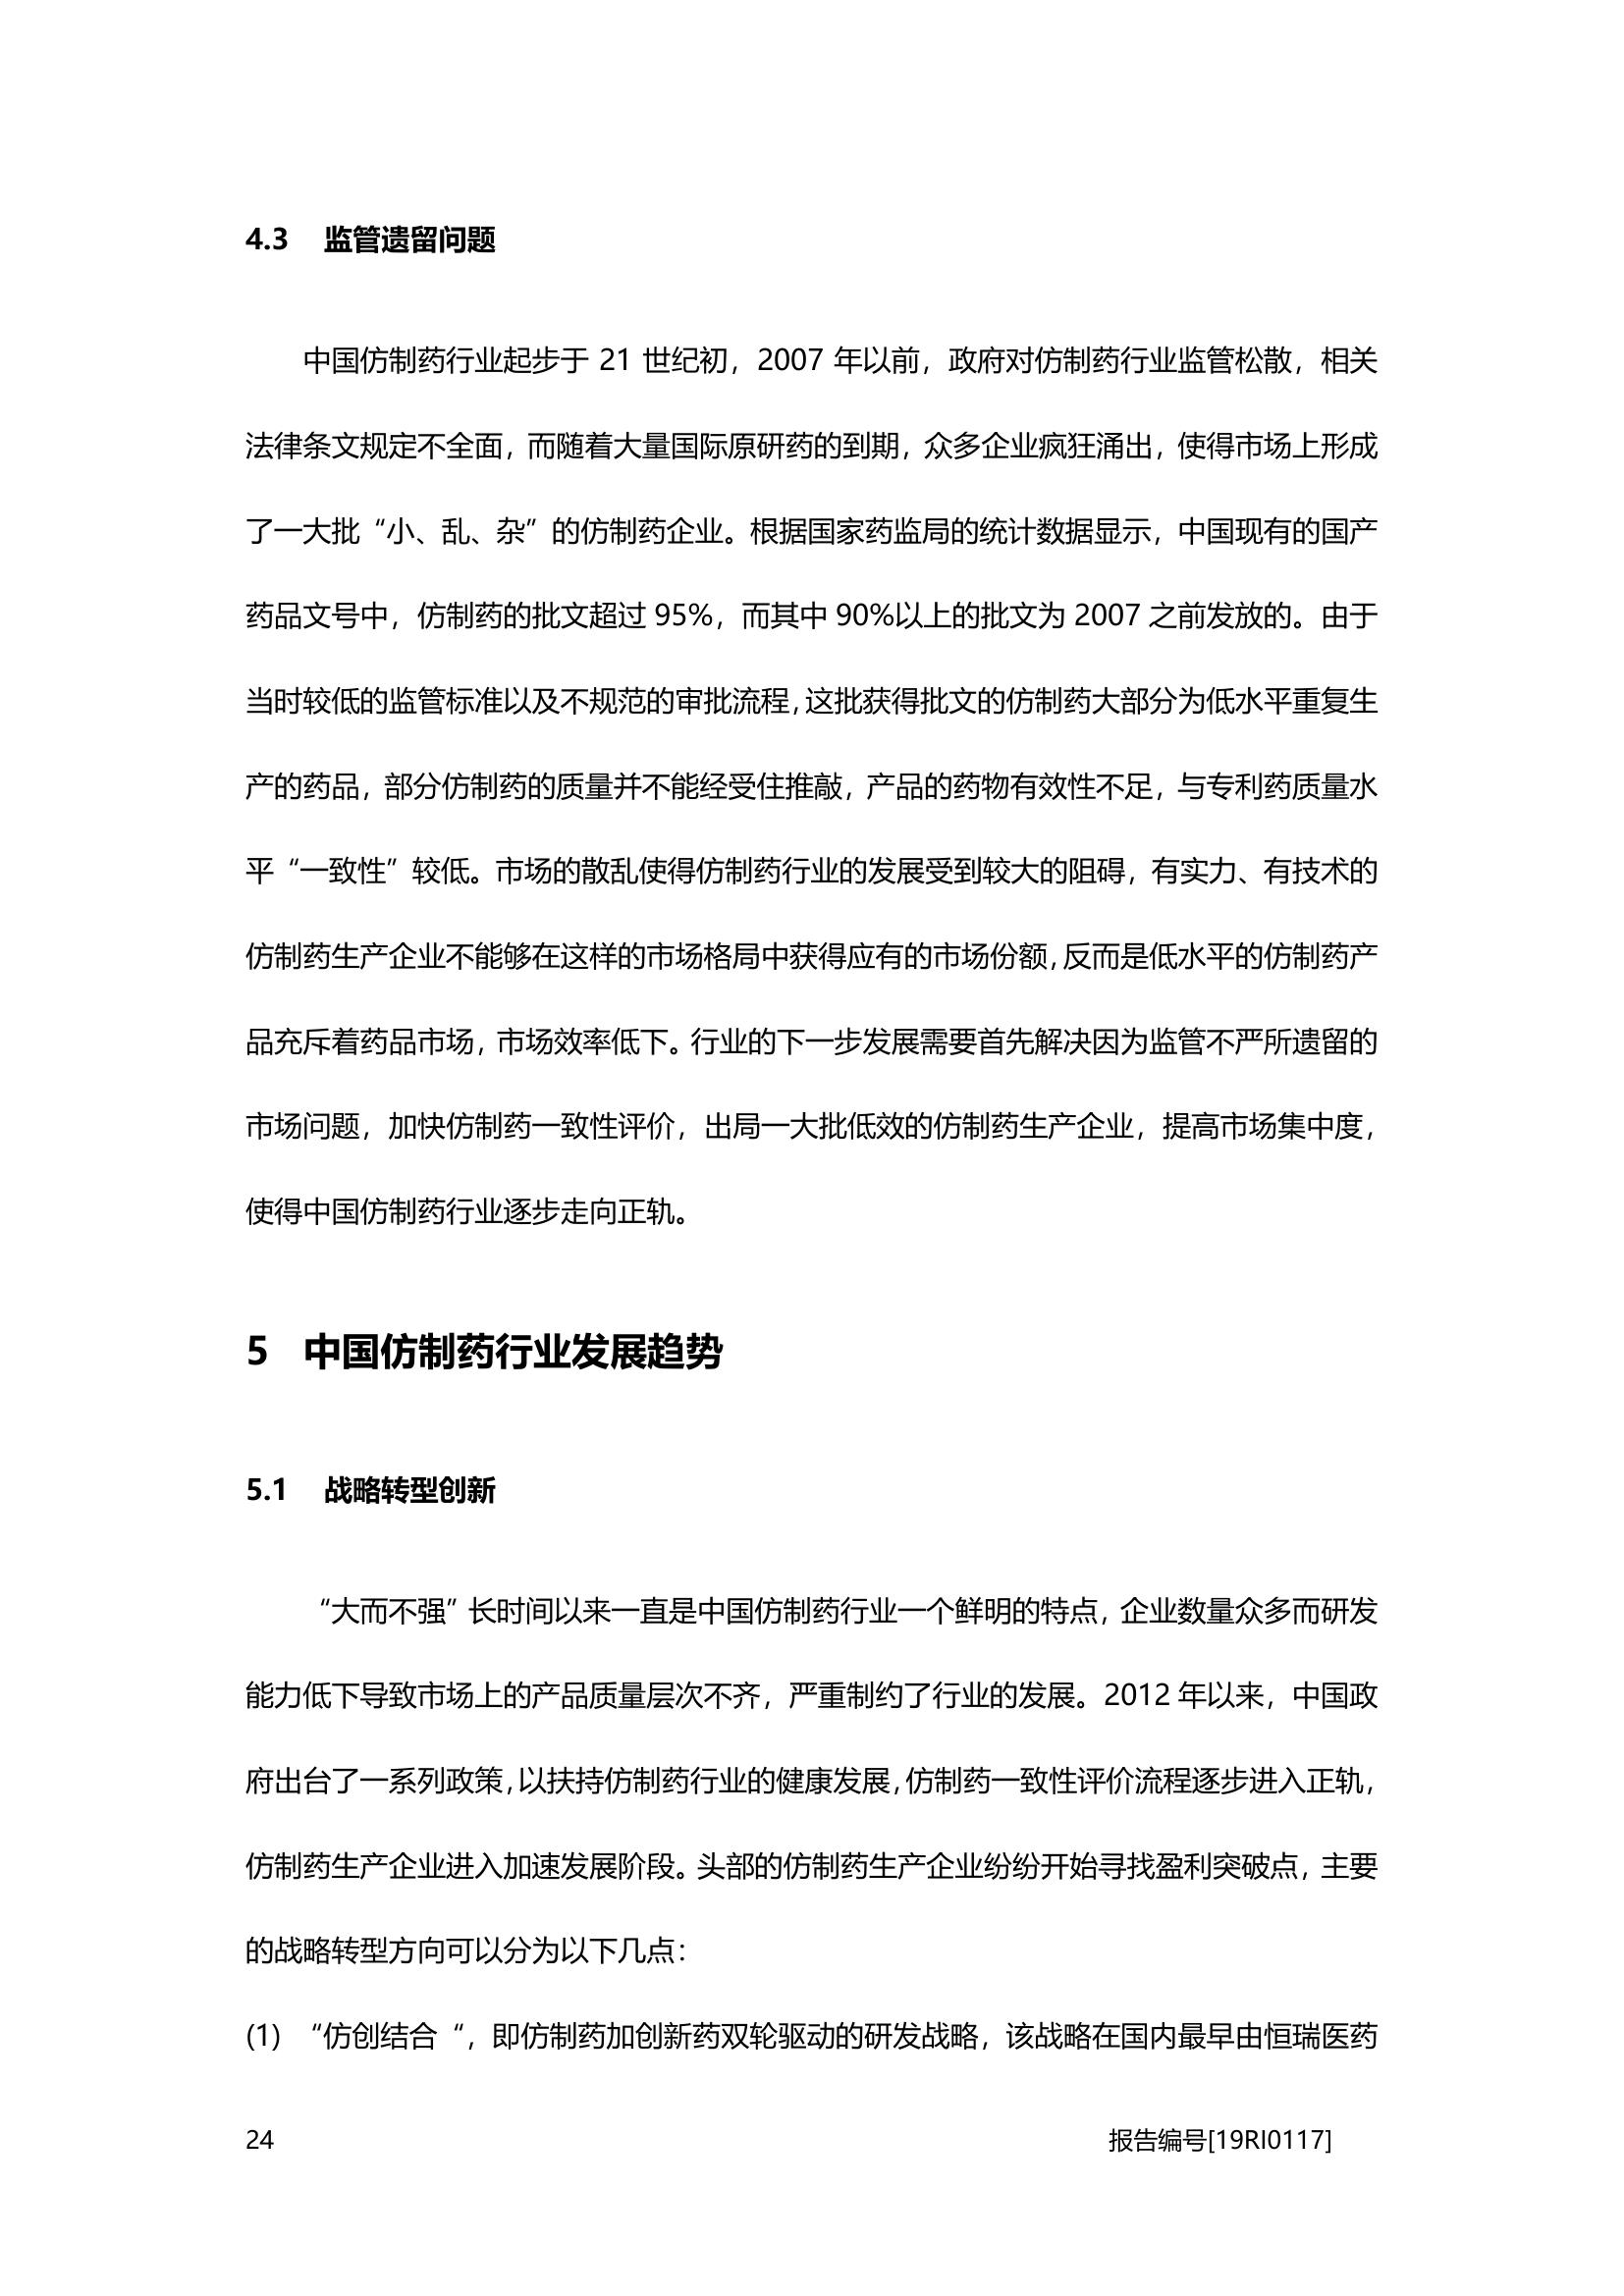 4.3 监管遗留问题
中国仿制药行业起步于 21 世纪初，2007 年以前，政府对仿制药行业监管松散，相关
法律条文规定不全面，而随着大量国际原研药的到期，众多企业疯狂涌出，使得市场上形成
了一大批“小、乱、杂”的仿制药企业。根据国家药监局的统计数据显示，中国现有的国产
药品文号中，仿制药的批文超过 95%，而其中 90%以上的批文为 2007 之前发放的。由于
当时较低的监管标准以及不规范的审批流程，这批获得批文的仿制药大部分为低水平重复生
产的药品，部分仿制药的质量并不能经受住推敲，产品的药物有效性不足，与专利药质量水
平“一致性”较低。市场的散乱使得仿制药行业的发展受到较大的阻碍，有实力、有技术的
仿制药生产企业不能够在这样的市场格局中获得应有的市场份额，反而是低水平的仿制药产
品充斥着药品市场，市场效率低下。行业的下一步发展需要首先解决因为监管不严所遗留的
市场问题，加快仿制药一致性评价，出局一大批低效的仿制药生产企业，提高市场集中度，
使得中国仿制药行业逐步走向正轨。
5 中国仿制药行业发展趋势
5.1 战略转型创新
“大而不强”长时间以来一直是中国仿制药行业一个鲜明的特点，企业数量众多而研发
能力低下导致市场上的产品质量层次不齐，严重制约了行业的发展。2012 年以来，中国政
府出台了一系列政策，以扶持仿制药行业的健康发展，仿制药一致性评价流程逐步进入正轨，
仿制药生产企业进入加速发展阶段。头部的仿制药生产企业纷纷开始寻找盈利突破点，主要
的战略转型方向可以分为以下几点：
(1) “仿创结合“，即仿制药加创新药双轮驱动的研发战略，该战略在国内最早由恒瑞医药
24 报告编号[19RI0117]